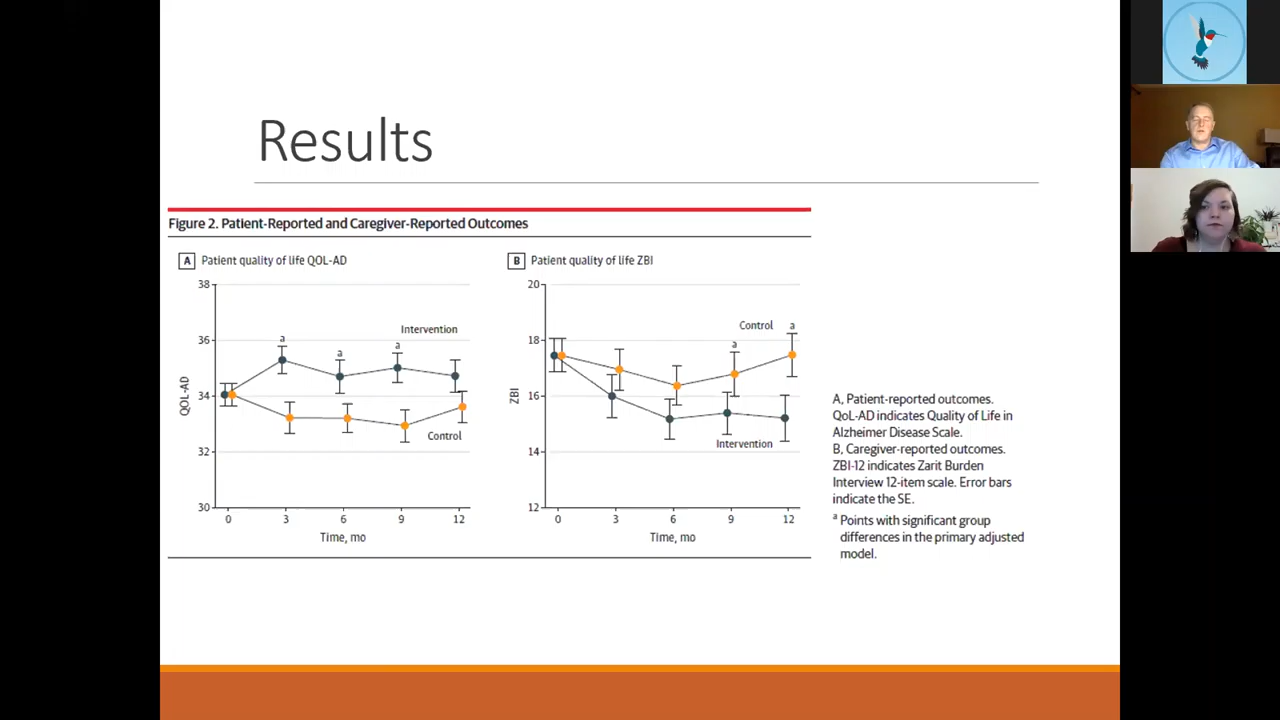 Results
Figure 2. Patient-Reported and Caregiver-Reported Outcomes
A Patient quality of life QOL-AD
38
36
34
32
30
QOL-AD
a
a
a
Intervention
Control
0 3 6 9 12
Time, mo
B Patient quality of life ZBI
20
18
16
14
12
ZBI
Control
a
a
Intervention
0 3 6 9 12
Time, mo
A, Patient-reported outcomes.
QoL-AD indicates Quality of Life in
Alzheimer Disease Scale.
B, Caregiver-reported outcomes.
ZBI-12 indicates Zarit Burden
Interview 12-item scale. Error bars
indicate the SE.
a Points with significant group
differences in the primary adjusted
model.